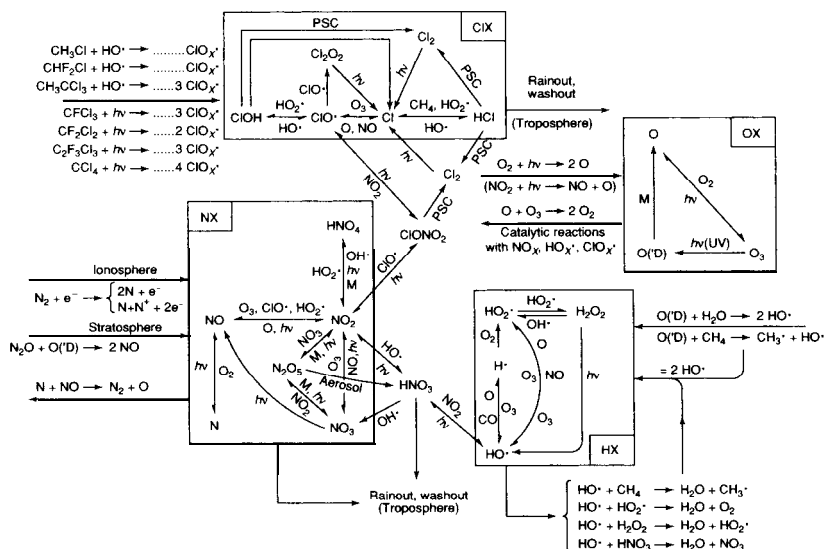 PSC
ClX
CH₃Cl + HO• → ......ClOₓ•
CHF₂Cl + HO• → ......ClOₓ•
CH₃CCl₃ + HO• → ......3 ClOₓ•
CFCl₃ + hν → ......3 ClOₓ•
CF₂Cl₂ + hν → ......2 ClOₓ•
C₂F₃Cl₃ + hν → ......3 ClOₓ•
CCl₄ + hν → ......4 ClOₓ•
Cl₂O₂
Cl₂
hν
hν
PSC
ClO•
ClOH
HO₂•
HO•
ClO•
O₃
O, NO
Cl
CH₄, HO₂•
HO•
HCl
Rainout,
washout
(Troposphere)
PSC
hν
Cl₂
hν
NO₂
PSC
ClONO₂
O₂ + hν → 2 O
(NO₂ + hν → NO + O)
O + O₃ → 2 O₂
Catalytic reactions
with NOₓ, HOₓ•, ClOₓ•
OX
O
M
O₂
hν
O('D)
hν(UV)
O₃
NX
HNO₄
HO₂•
OH•
hν
M
ClO•
hν
Ionosphere
N₂ + e⁻ → { 2N + e⁻
N+N⁺ + 2e⁻
Stratosphere
N₂O + O('D) → 2 NO
N + NO → N₂ + O
NO
O₃, ClO•, HO₂•
O, hν
NO₂
NO₃
M, hν
O₃
NO,hν
HO•
hν
N₂O₅
Aerosol
HNO₃
hν
O₂
hν
M, hν
NO₂
OH•
N
NO₃
NO₂
hν
Rainout, washout
(Troposphere)
HO₂•
HO₂•
OH•
H₂O₂
O₂
O
H•
O₃
NO
hν
O
CO
O₃
O₃
HO•
HX
O('D) + H₂O → 2 HO•
O('D) + CH₄ → CH₃• + HO•
= 2 HO•
HO• + CH₄ → H₂O + CH₃•
HO• + HO₂• → H₂O + O₂
HO• + H₂O₂ → H₂O + HO₂•
HO• + HNO₃ → H₂O + NO₃